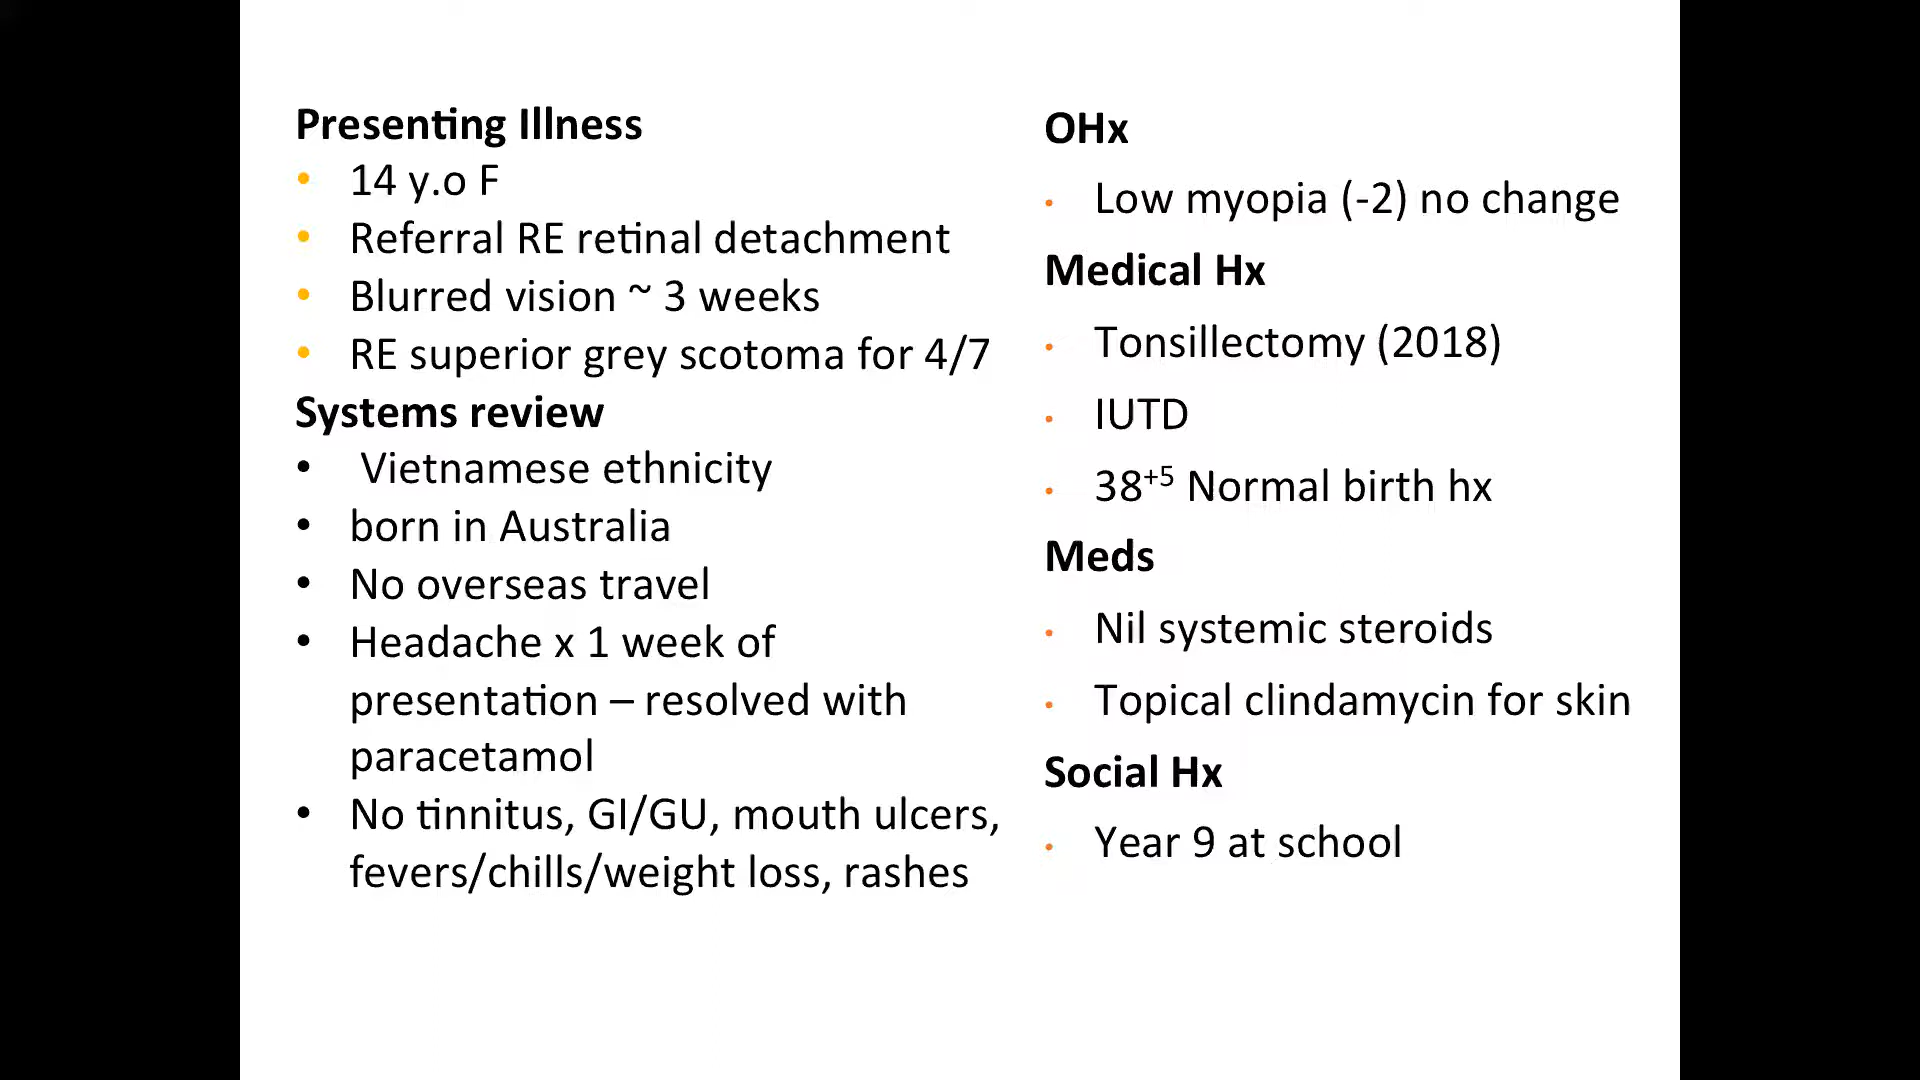 Presenting Illness
• 14 y.o F
• Referral RE retinal detachment
• Blurred vision ~ 3 weeks
• RE superior grey scotoma for 4/7
Systems review
• Vietnamese ethnicity
• born in Australia
• No overseas travel
• Headache x 1 week of
presentation – resolved with
paracetamol
• No tinnitus, GI/GU, mouth ulcers,
fevers/chills/weight loss, rashes
OHx
• Low myopia (-2) no change
Medical Hx
• Tonsillectomy (2018)
• IUTD
• 38⁺⁵ Normal birth hx
Meds
• Nil systemic steroids
• Topical clindamycin for skin
Social Hx
• Year 9 at school